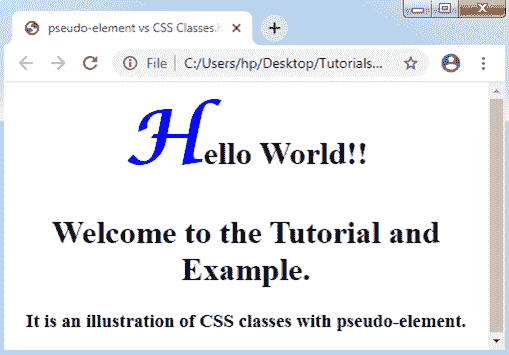 pseudo-element vs CSS Classes.
File C:/Users/hp/Desktop/Tutorials...
Hello World!!
Welcome to the Tutorial and
Example.
It is an illustration of CSS classes with pseudo-element.